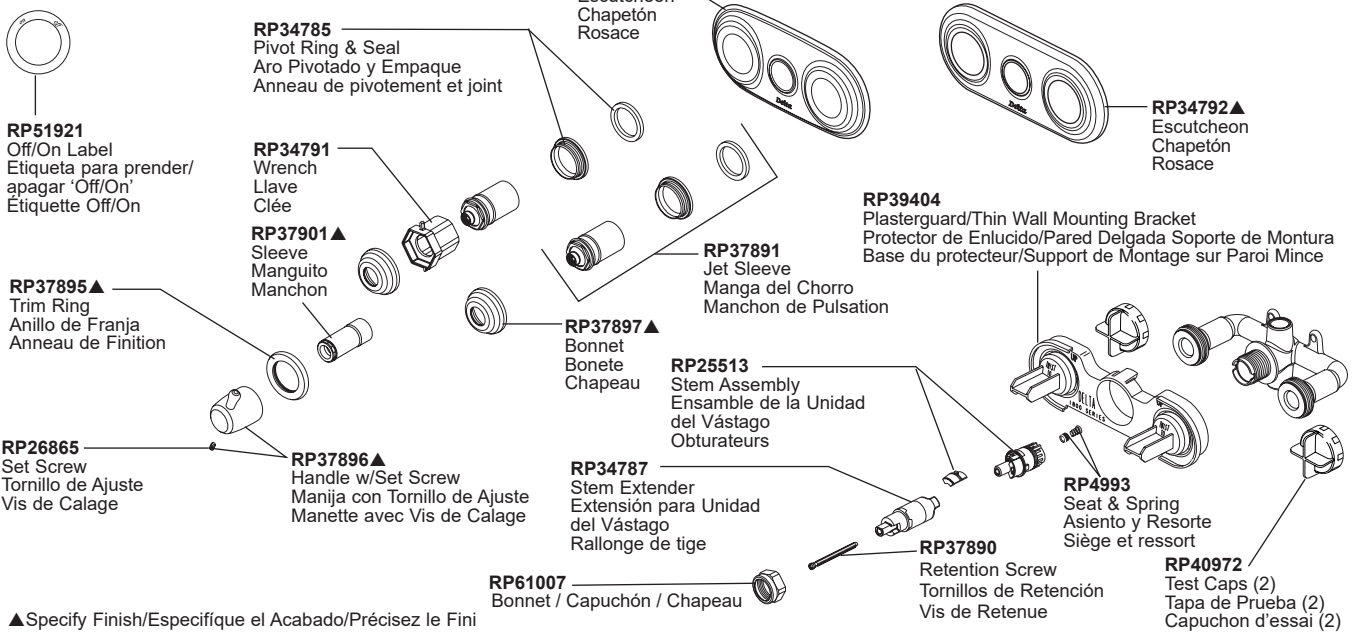 Escutcheon
Chapetón
Rosace
RP34785
Pivot Ring & Seal
Aro Pivotado y Empaque
Anneau de pivotement et joint
RP51921
Off/On Label
Etiqueta para prender/
apagar ‘Off/On’
Étiquette Off/On
RP34791
Wrench
Llave
Clée
RP34792▲
Escutcheon
Chapetón
Rosace
RP39404
Plasterguard/Thin Wall Mounting Bracket
Protector de Enlucido/Pared Delgada Soporte de Montura
Base du protecteur/Support de Montage sur Paroi Mince
RP37901▲
Sleeve
Manguito
Manchon
RP37891
Jet Sleeve
Manga del Chorro
Manchon de Pulsation
RP37895▲
Trim Ring
Anillo de Franja
Anneau de Finition
RP37897▲
Bonnet
Bonete
Chapeau
RP25513
Stem Assembly
Ensamble de la Unidad
del Vástago
Obturateurs
RP26865
Set Screw
Tornillo de Ajuste
Vis de Calage
RP37896▲
Handle w/Set Screw
Manija con Tornillo de Ajuste
Manette avec Vis de Calage
RP34787
Stem Extender
Extensión para Unidad
del Vástago
Rallonge de tige
RP4993
Seat & Spring
Asiento y Resorte
Siège et ressort
RP37890
Retention Screw
Tornillos de Retención
Vis de Retenue
RP40972
Test Caps (2)
Tapa de Prueba (2)
Capuchon d’essai (2)
RP61007
Bonnet / Capuchón / Chapeau
▲Specify Finish/Especifíque el Acabado/Précisez le Fini
Delta
Delta
DELTA